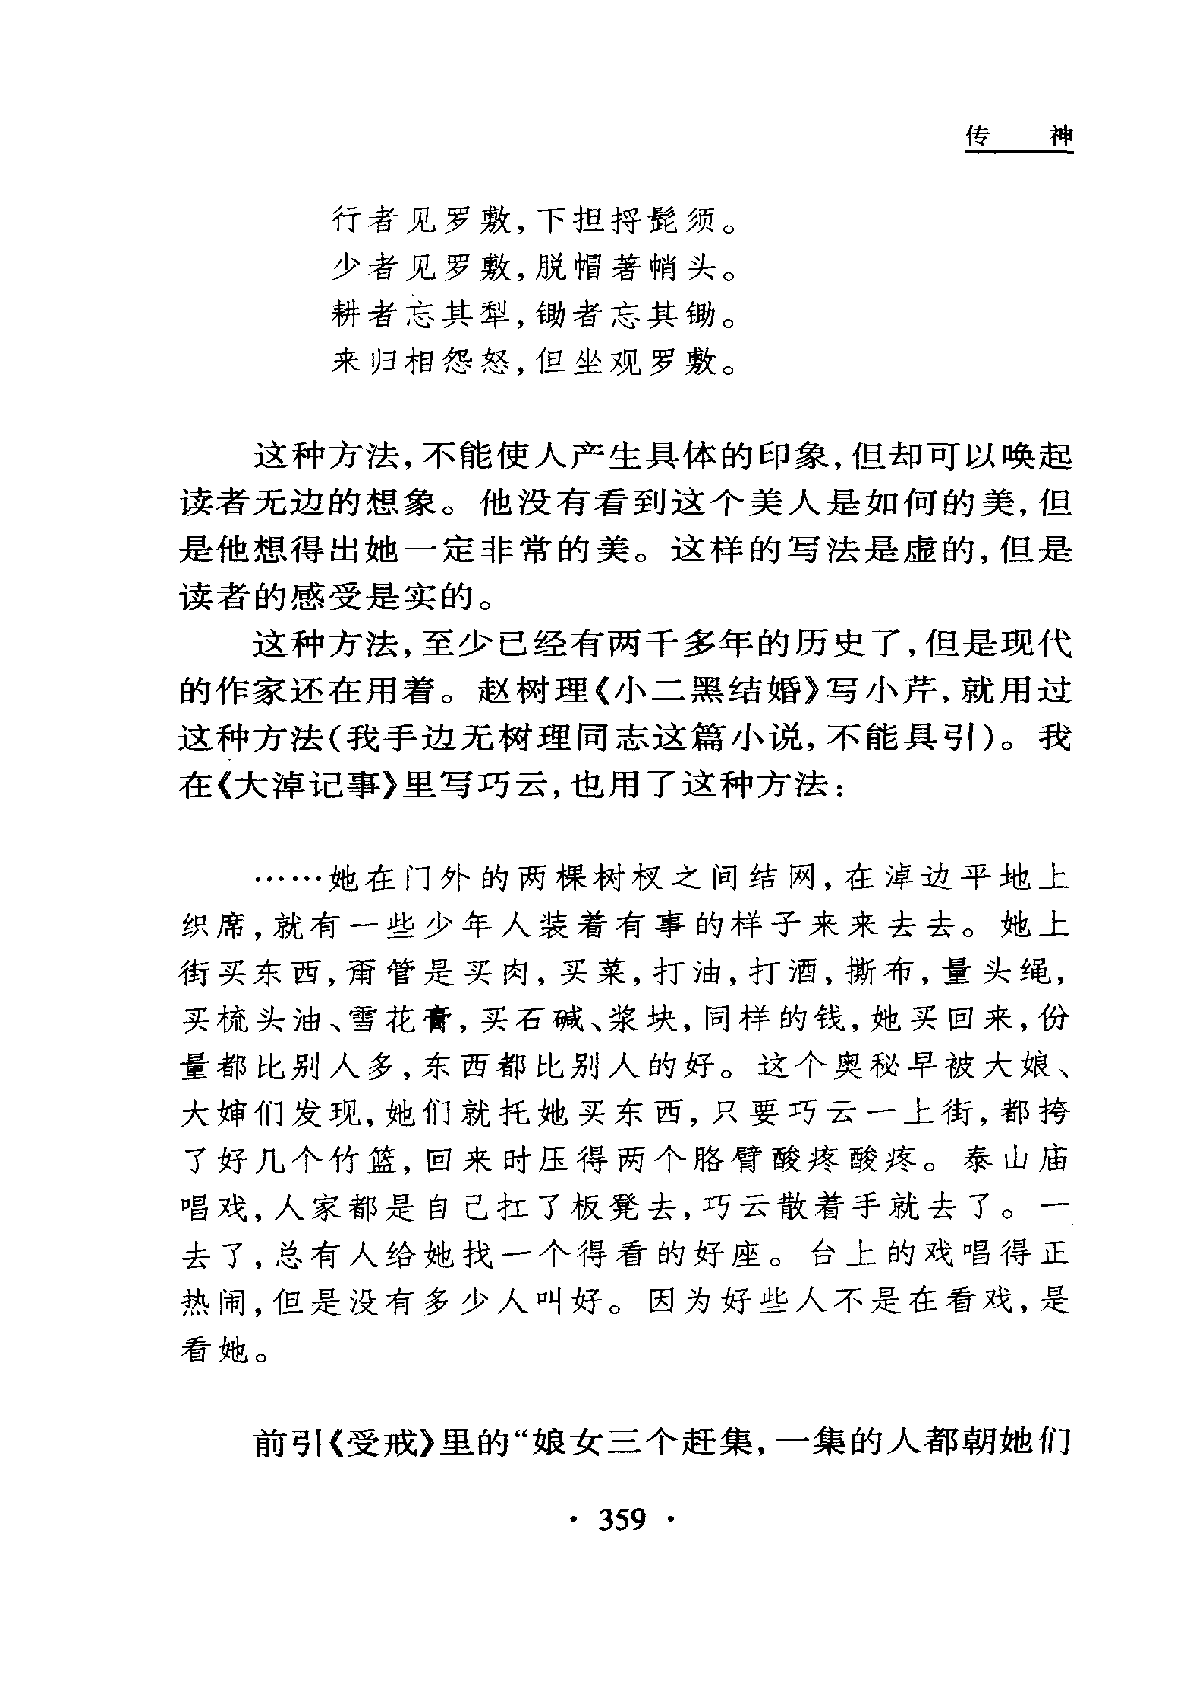 传 神
行者见罗敷,下担捋髭须。
少者见罗敷,脱帽著帩头。
耕者忘其犁,锄者忘其锄。
来归相怨怒,但坐观罗敷。
这种方法,不能使人产生具体的印象,但却可以唤起
读者无边的想象。他没有看到这个美人是如何的美,但
是他想得出她一定非常的美。这样的写法是虚的,但是
读者的感受是实的。
这种方法,至少已经有两千多年的历史了,但是现代
的作家还在用着。赵树理《小二黑结婚》写小芹,就用过
这种方法(我手边无树理同志这篇小说,不能具引)。我
在《大淖记事》里写巧云,也用了这种方法:
……她在门外的两棵树杈之间结网,在淖边平地上
织席,就有一些少年人装着有事的样子来来去去。她上
街买东西,甭管是买肉,买菜,打油,打酒,撕布,量头绳,
买梳头油、雪花膏,买石碱、浆块,同样的钱,她买回来,份
量都比别人多,东西都比别人的好。这个奥秘早被大娘、
大婶们发现,她们就托她买东西,只要巧云一上街,都挎
了好几个竹篮,回来时压得两个胳臂酸疼酸疼。泰山庙
唱戏,人家都是自己扛了板凳去,巧云散着手就去了。一
去了,总有人给她找一个得看的好座。台上的戏唱得正
热闹,但是没有多少人叫好。因为好些人不是在看戏,是
看她。
前引《受戒》里的“娘女三个赶集,一集的人都朝她们
· 359 ·